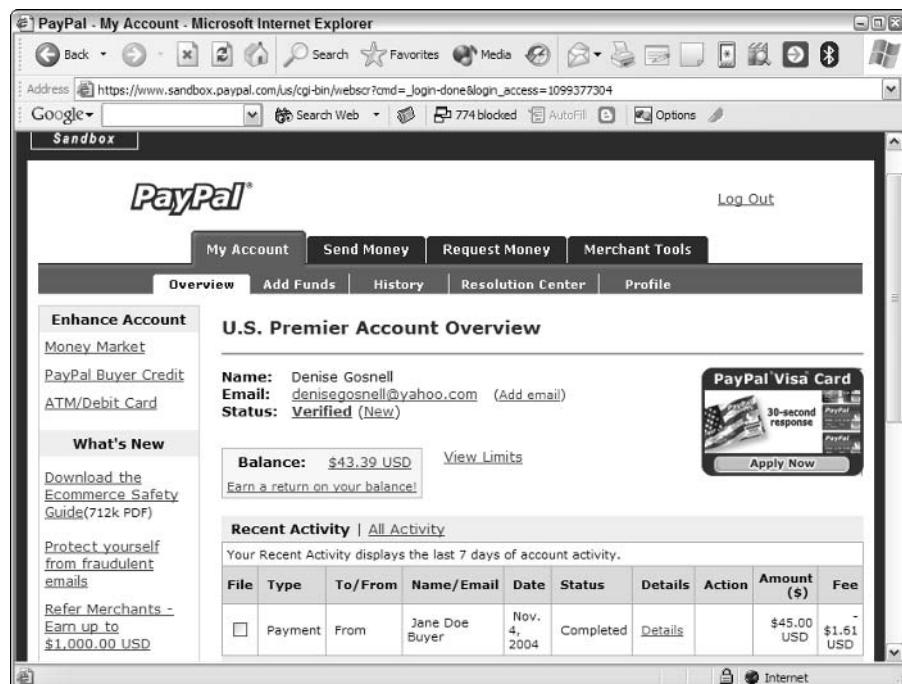 PayPal - My Account - Microsoft Internet Explorer
Back Search Favorites Media
Address https://www.sandbox.paypal.com/us/cgi-bin/webscr?cmd=_login-done&login_access=1099377304
Google Search Web 774 blocked AutoFill Options
Sandbox
PayPal®
Log Out
My Account Send Money Request Money Merchant Tools
Overview Add Funds History Resolution Center Profile
Enhance Account
Money Market
PayPal Buyer Credit
ATM/Debit Card
What's New
Download the
Ecommerce Safety
Guide(712k PDF)
Protect yourself
from fraudulent
emails
Refer Merchants -
Earn up to
$1,000.00 USD
U.S. Premier Account Overview
Name: Denise Gosnell
Email: denisegosnell@yahoo.com (Add email)
Status: Verified (New)
Balance: $43.39 USD
Earn a return on your balance!
View Limits
PayPal Visa Card
30-second
response
Apply Now
Recent Activity | All Activity
Your Recent Activity displays the last 7 days of account activity.
File Type To/From Name/Email Date Status Details Action Amount ($) Fee
Payment From Jane Doe Buyer Nov. 4, 2004 Completed Details $45.00 USD -$1.61 USD
Internet